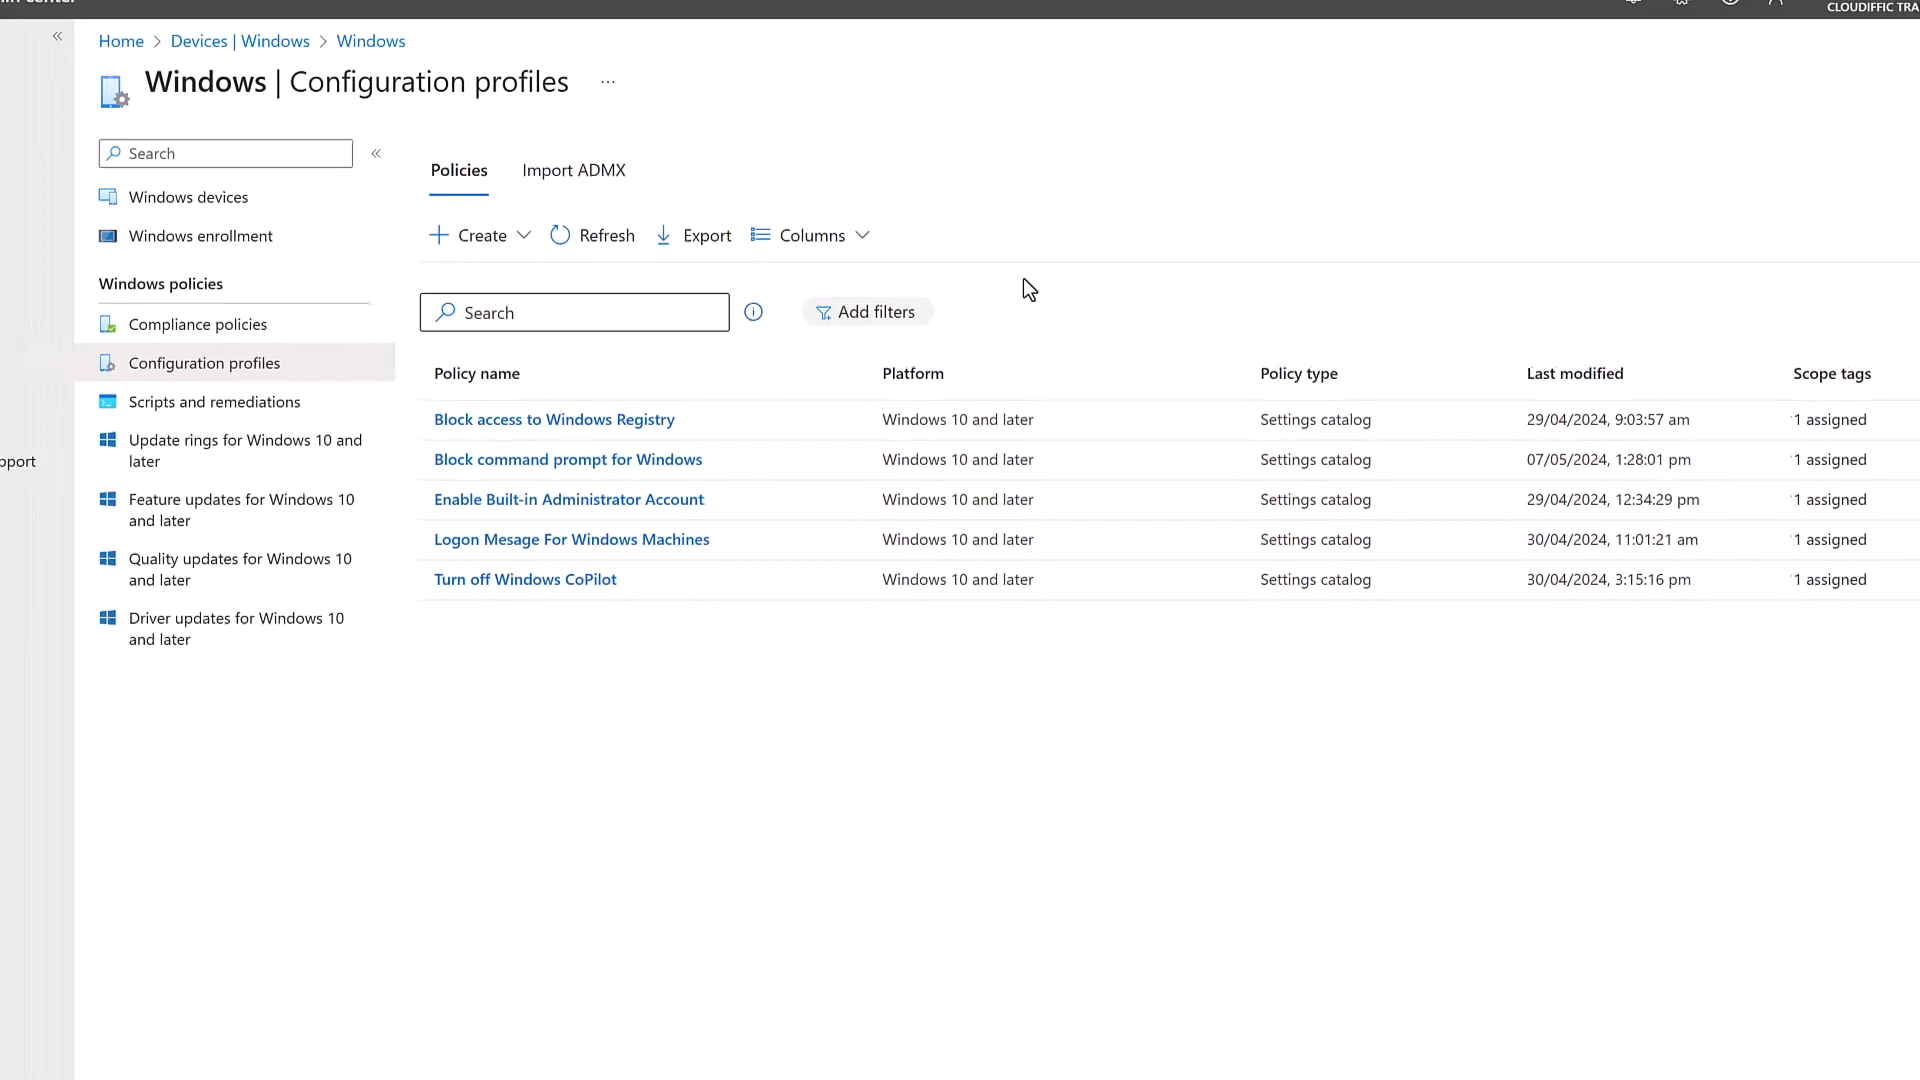 CLOUDIFFIC TRA
Home > Devices | Windows > Windows
Windows | Configuration profiles ...
Search
Windows devices
Windows enrollment
Windows policies
Compliance policies
Configuration profiles
Scripts and remediations
Update rings for Windows 10 and
later
Feature updates for Windows 10
and later
Quality updates for Windows 10
and later
Driver updates for Windows 10
and later
pport
Policies Import ADMX
Create Refresh Export Columns
Search Add filters
Policy name Platform Policy type Last modified Scope tags
Block access to Windows Registry Windows 10 and later Settings catalog 29/04/2024, 9:03:57 am 1 assigned
Block command prompt for Windows Windows 10 and later Settings catalog 07/05/2024, 1:28:01 pm 1 assigned
Enable Built-in Administrator Account Windows 10 and later Settings catalog 29/04/2024, 12:34:29 pm 1 assigned
Logon Mesage For Windows Machines Windows 10 and later Settings catalog 30/04/2024, 11:01:21 am 1 assigned
Turn off Windows CoPilot Windows 10 and later Settings catalog 30/04/2024, 3:15:16 pm 1 assigned